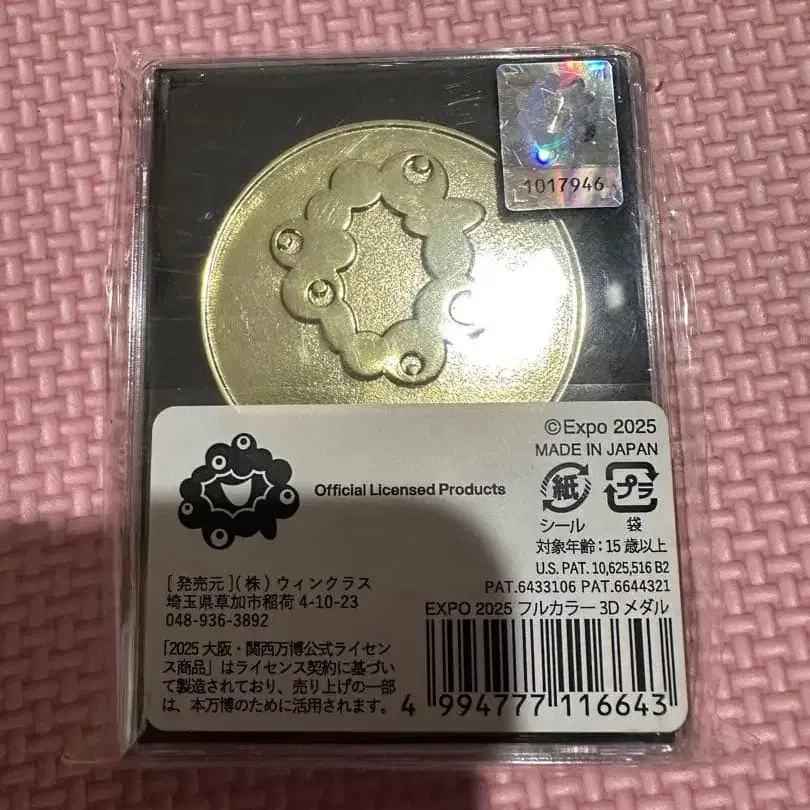 1017946
©Expo 2025
MADE IN JAPAN
Official Licensed Products
紙 プラ
シール 袋
対象年齢：15歳以上
U.S. PAT. 10,625,516 B2
PAT.6433106 PAT.6644321
EXPO 2025 フルカラー 3D メダル
[ 発売元 ](株) ウィンクラス
埼玉県草加市稲荷 4-10-23
048-936-3892
「2025 大阪・関西万博公式ライセン
ス商品」はライセンス契約に基づい
て製造されており、売り上げの一部
は、本万博のために活用されます。
4 994777 116643